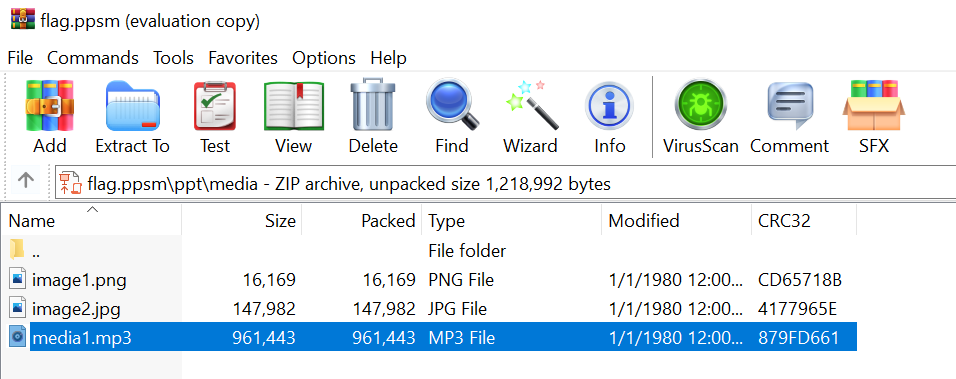 flag.ppsm (evaluation copy)
File Commands Tools Favorites Options Help
Add Extract To Test View Delete Find Wizard Info VirusScan Comment SFX
flag.ppsm\ppt\media - ZIP archive, unpacked size 1,218,992 bytes
Name Size Packed Type Modified CRC32
.. File folder
image1.png 16,169 16,169 PNG File 1/1/1980 12:00... CD65718B
image2.jpg 147,982 147,982 JPG File 1/1/1980 12:00... 4177965E
media1.mp3 961,443 961,443 MP3 File 1/1/1980 12:00... 879FD661